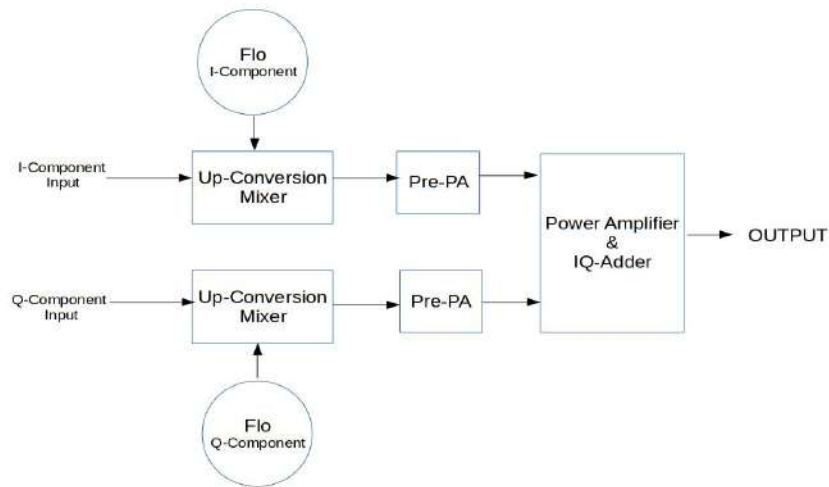 Flo
I-Component
I-Component
Input
Up-Conversion
Mixer
Pre-PA
Power Amplifier
&
IQ-Adder
OUTPUT
Q-Component
Input
Up-Conversion
Mixer
Pre-PA
Flo
Q-Component